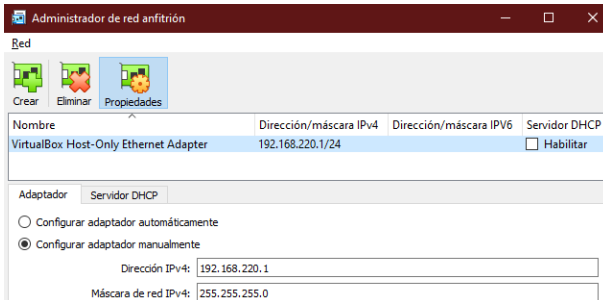 Administrador de red anfitrión
Red
Crear Eliminar Propiedades
Nombre Dirección/máscara IPv4 Dirección/máscara IPV6 Servidor DHCP
VirtualBox Host-Only Ethernet Adapter 192.168.220.1/24 Habilitar
Adaptador Servidor DHCP
Configurar adaptador automáticamente
Configurar adaptador manualmente
Dirección IPv4: 192.168.220.1
Máscara de red IPv4: 255.255.255.0